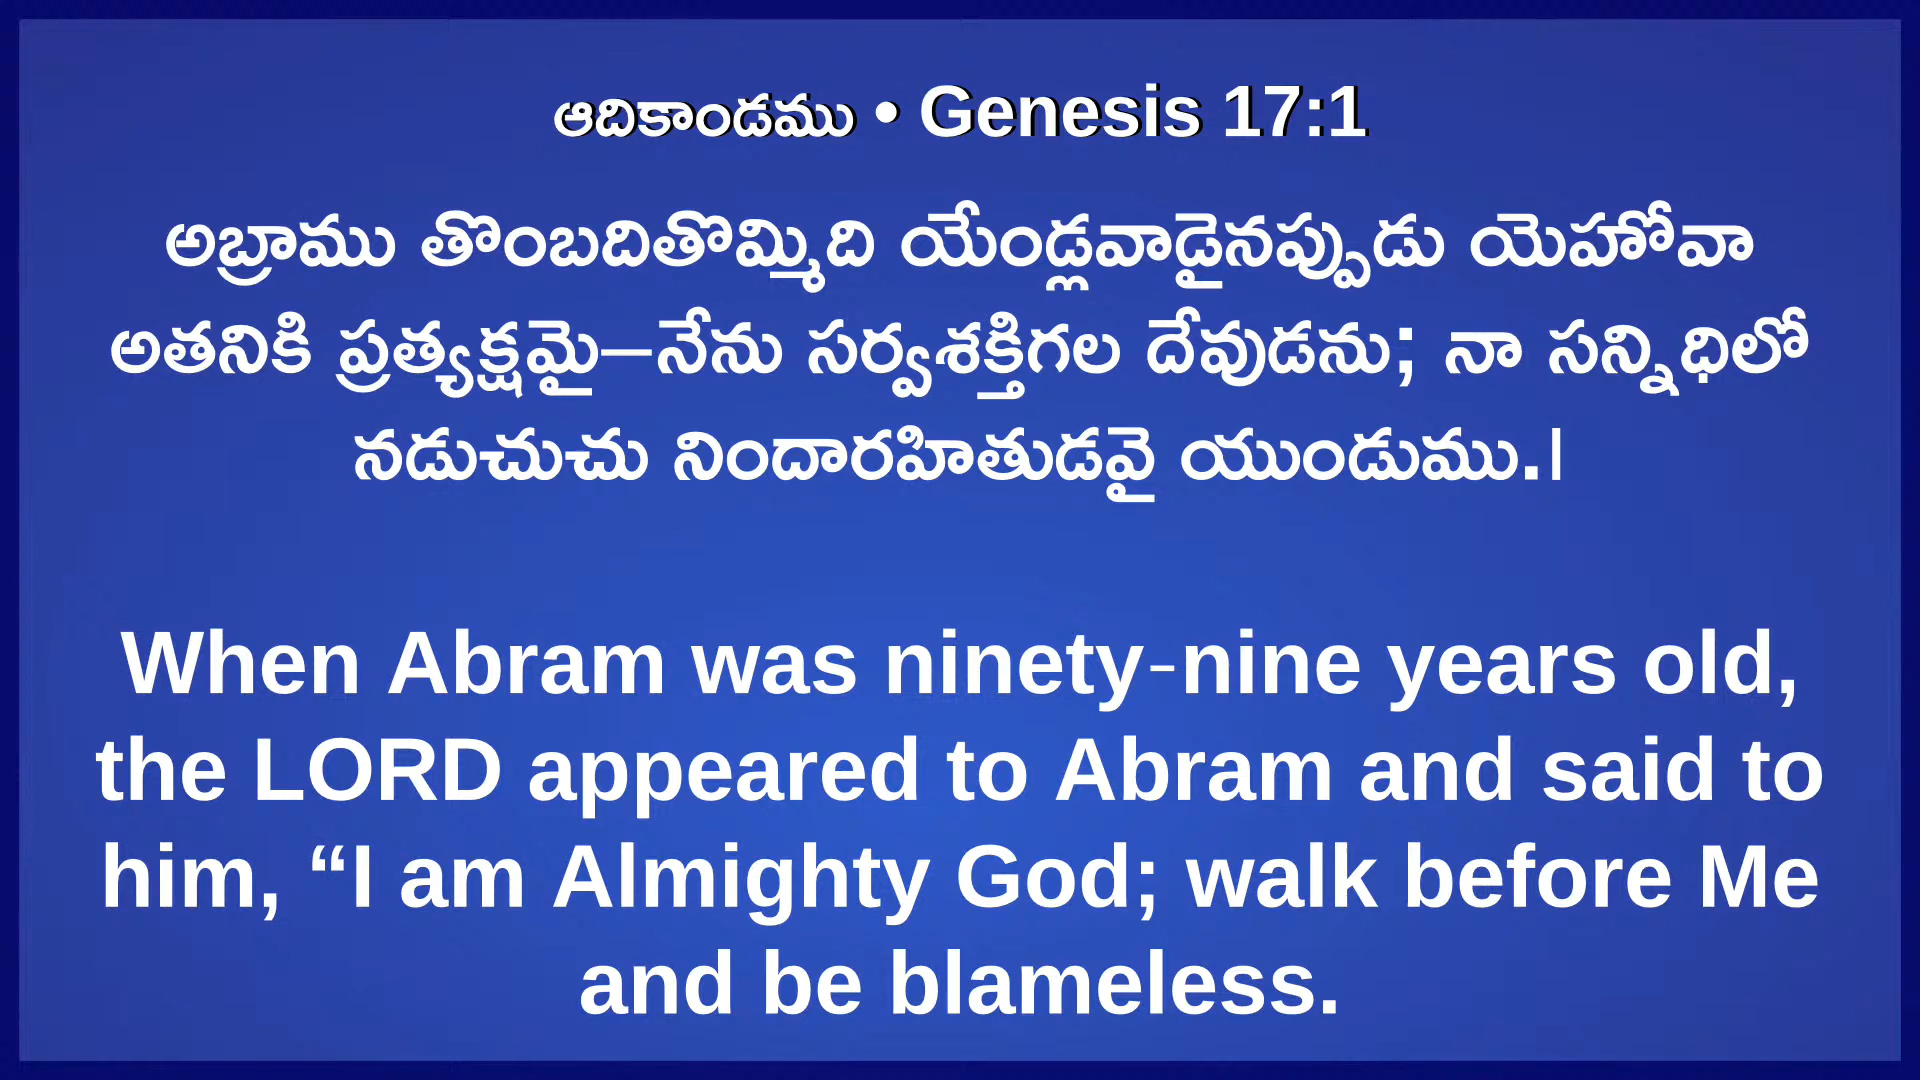 ఆదికాండము • Genesis 17:1
అబ్రాము తొంబదితొమ్మిది యేండ్లవాడైనప్పుడు యెహోవా
అతనికి ప్రత్యక్షమై—నేను సర్వశక్తిగల దేవుడను; నా సన్నిధిలో
నడుచుచు నిందారహితుడవై యుండుము.।
When Abram was ninety-nine years old,
the LORD appeared to Abram and said to
him, “I am Almighty God; walk before Me
and be blameless.